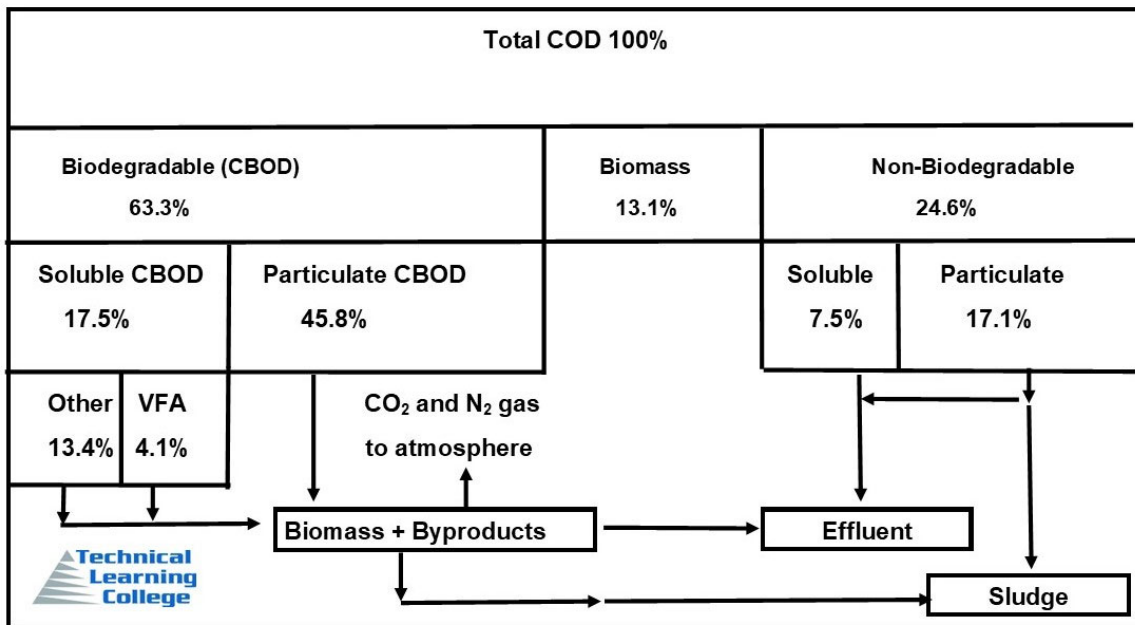 Total COD 100%
Biodegradable (CBOD)
63.3%
Biomass
13.1%
Non-Biodegradable
24.6%
Soluble CBOD
17.5%
Particulate CBOD
45.8%
Soluble
7.5%
Particulate
17.1%
Other
13.4%
VFA
4.1%
CO₂ and N₂ gas
to atmosphere
Biomass + Byproducts
Effluent
Sludge
Technical
Learning
College